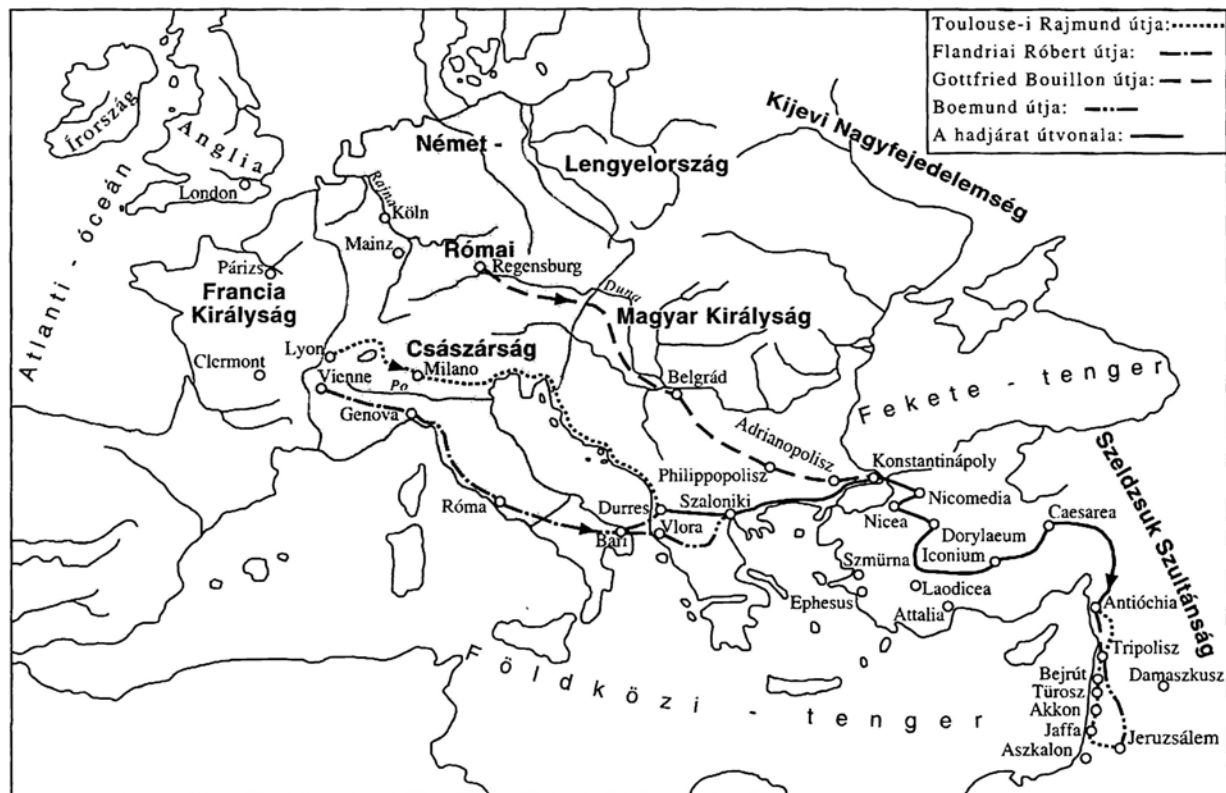 Toulouse-i Rajmund útja:
Flandriai Róbert útja:
Gottfried Bouillon útja:
Boemund útja:
A hadjárat útvonala:
Írország
Anglia
London
Atlanti - óceán
Német -
Lengyelország
Kijevi Nagyfejedelemség
Rajna
Köln
Mainz
Római
Regensburg
Párizs
Francia
Királyság
Duna
Magyar Királyság
Lyon
Császárság
Milano
Clermont
Vienne
Po
Genova
Belgrád
Fekete - tenger
Adrianopolisz
Philippopolisz
Konstantinápoly
Szeldzsuk Szultánság
Róma
Durres
Szaloniki
Nicomedia
Bari
Vlora
Nicea
Caesarea
Dorylaeum
Iconium
Szmürna
Laodicea
Ephesus
Attalia
Antióchia
Földközi - tenger
Tripolisz
Bejrút
Damaszkusz
Türosz
Akkon
Jaffa
Jeruzsálem
Aszkalon